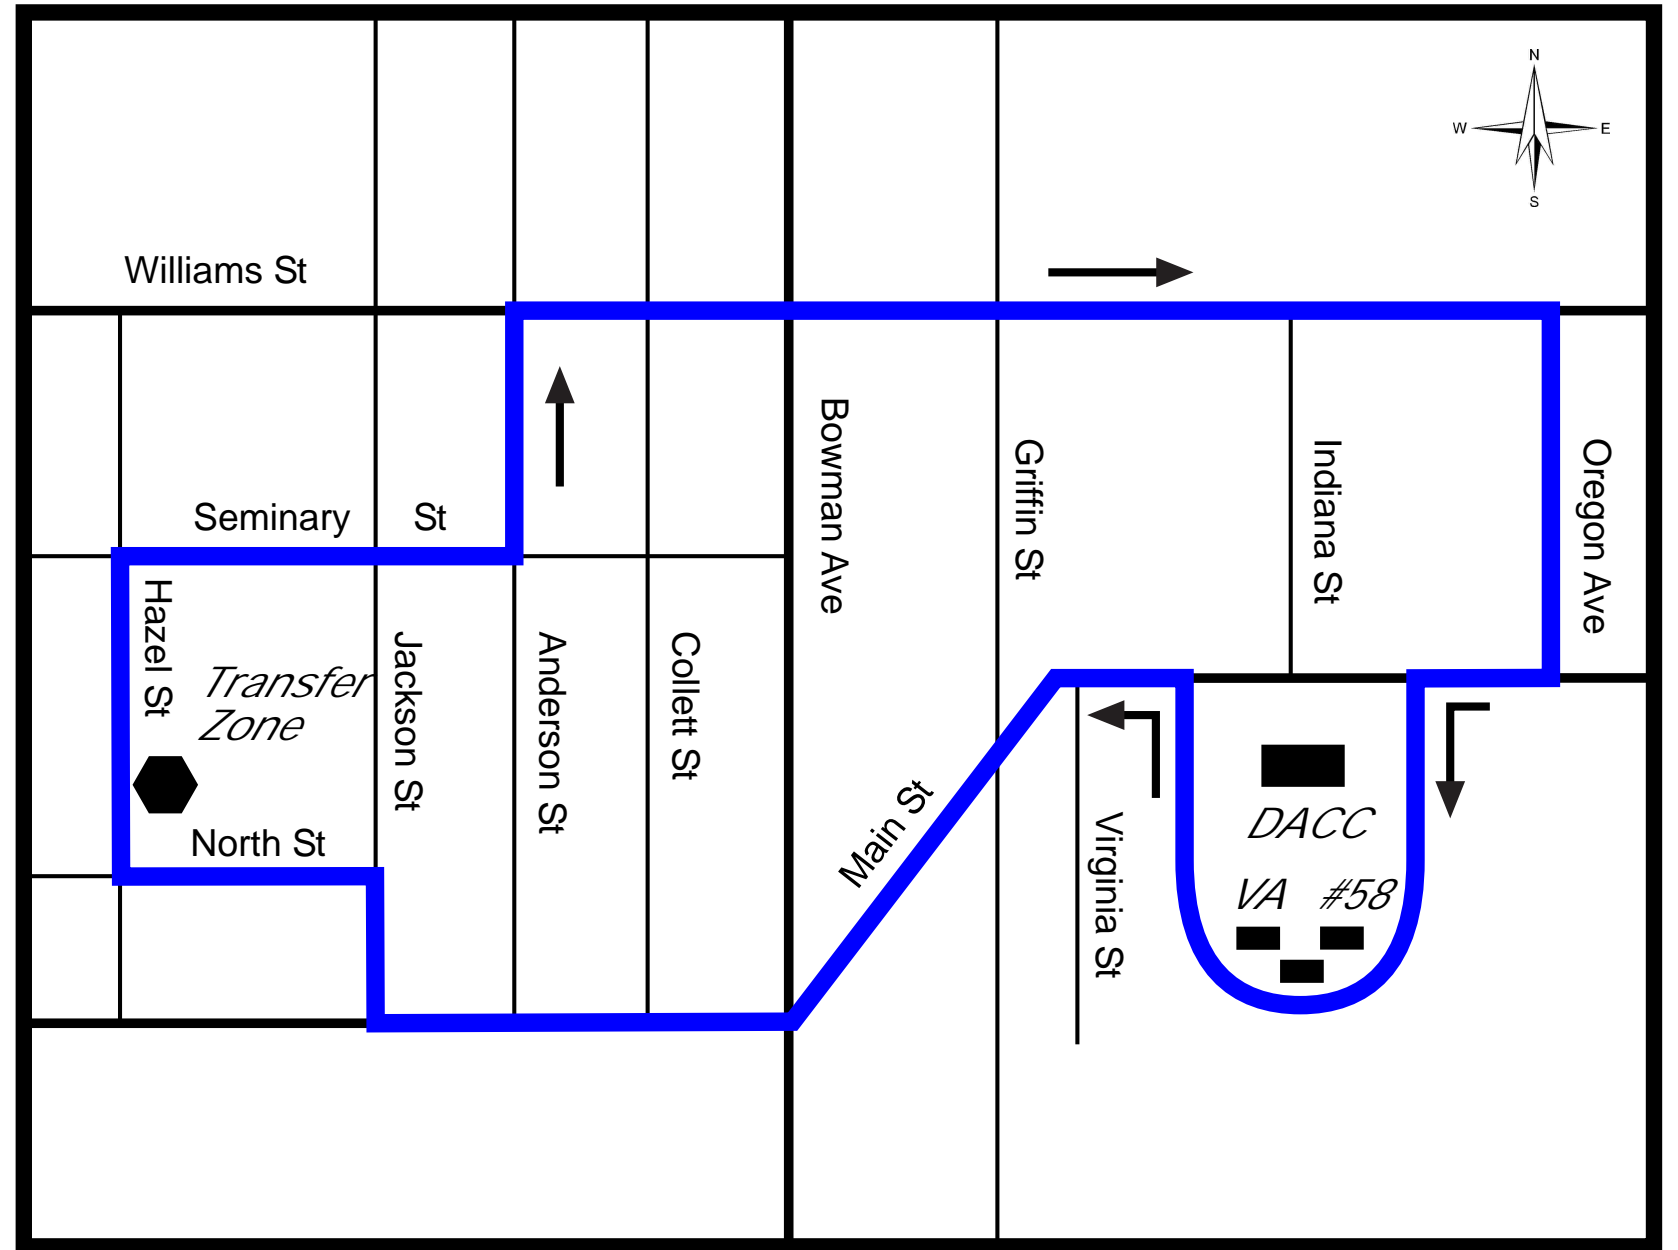 N
W E
S
Williams St
Bowman Ave
Griffin St
Indiana St
Oregon Ave
Seminary St
Hazel St
Transfer
Zone
Jackson St
Anderson St
Collett St
North St
Main St
Virginia St
DACC
VA #58